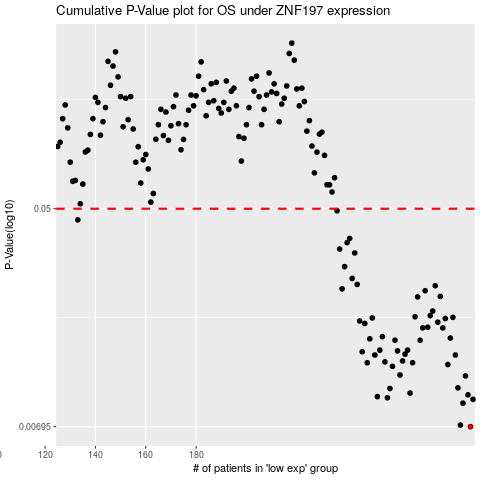 Cumulative P-Value plot for OS under ZNF197 expression
P-Value(log10)
0.05
0.00695
0 120 140 160 180
# of patients in 'low exp' group